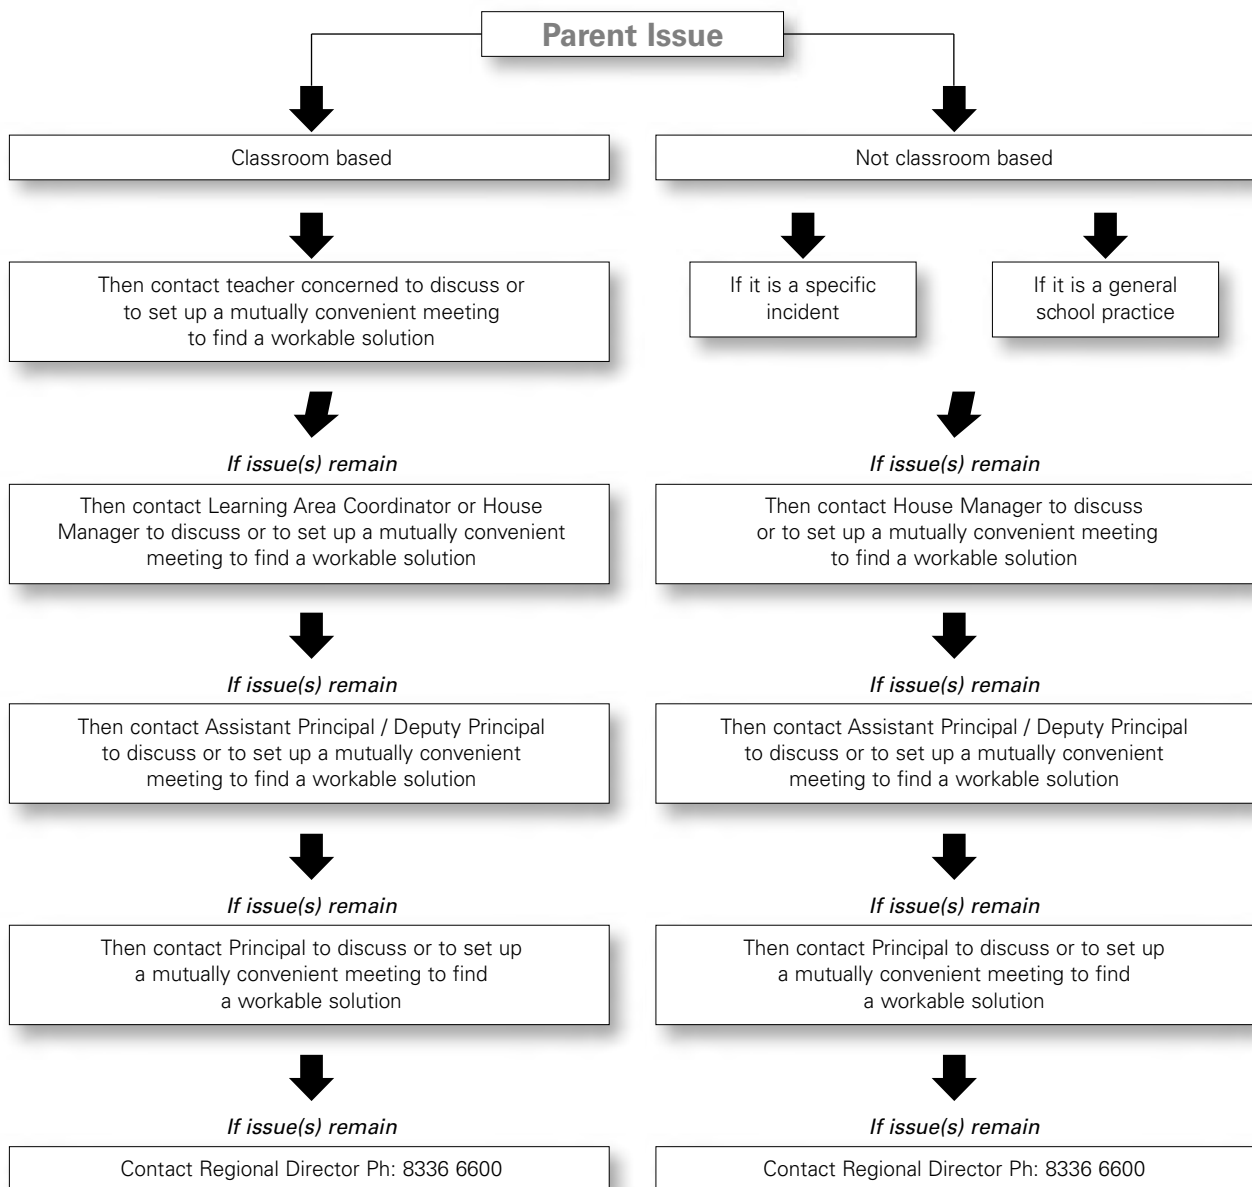 Parent Issue
Classroom based
Not classroom based
Then contact teacher concerned to discuss or
to set up a mutually convenient meeting
to find a workable solution
If it is a specific
incident
If it is a general
school practice
If issue(s) remain
If issue(s) remain
Then contact Learning Area Coordinator or House
Manager to discuss or to set up a mutually convenient
meeting to find a workable solution
Then contact House Manager to discuss
or to set up a mutually convenient meeting
to find a workable solution
If issue(s) remain
If issue(s) remain
Then contact Assistant Principal / Deputy Principal
to discuss or to set up a mutually convenient
meeting to find a workable solution
Then contact Assistant Principal / Deputy Principal
to discuss or to set up a mutually convenient
meeting to find a workable solution
If issue(s) remain
If issue(s) remain
Then contact Principal to discuss or to set up
a mutually convenient meeting to find
a workable solution
Then contact Principal to discuss or to set up
a mutually convenient meeting to find
a workable solution
If issue(s) remain
If issue(s) remain
Contact Regional Director Ph: 8336 6600
Contact Regional Director Ph: 8336 6600